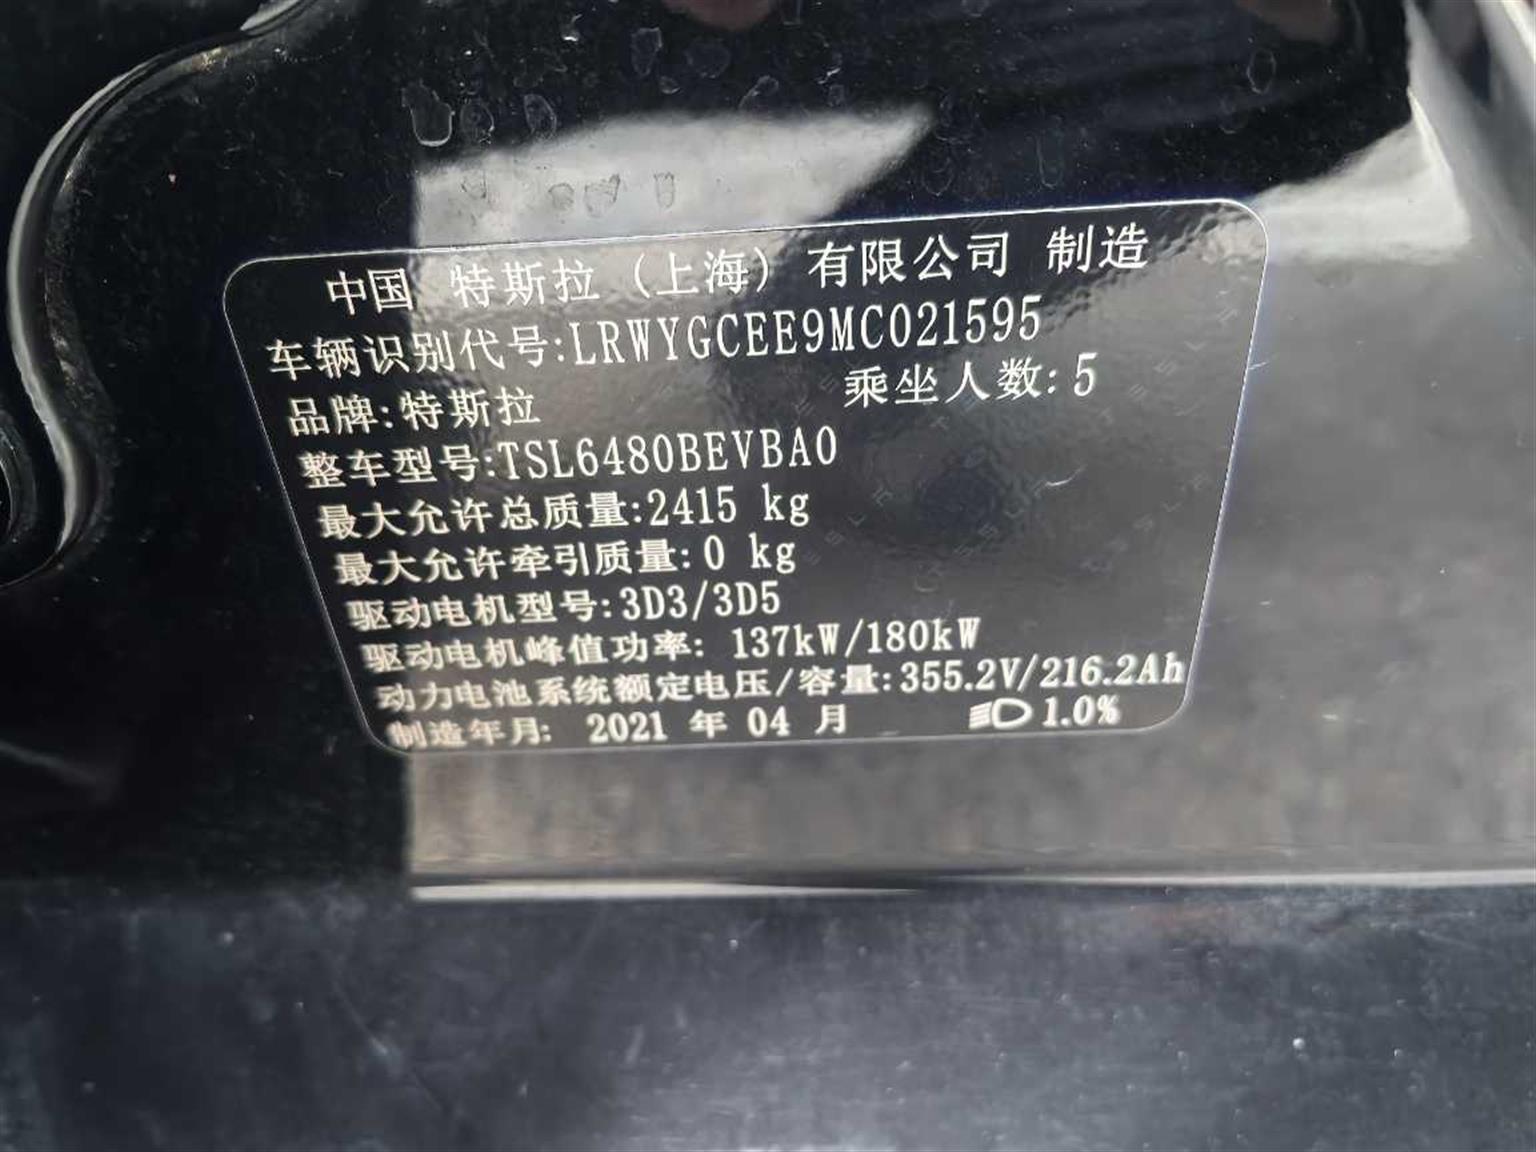 中国 特斯拉 (上海) 有限公司 制造
车辆识别代号:LRWYGCEE9MC021595
品牌:特斯拉 乘坐人数:5
整车型号:TSL6480BEVBA0
最大允许总质量:2415 kg
最大允许牵引质量:0 kg
驱动电机型号:3D3/3D5
驱动电机峰值功率: 137kW/180kW
动力电池系统额定电压/容量:355.2V/216.2Ah
制造年月: 2021 年 04 月 1.0%